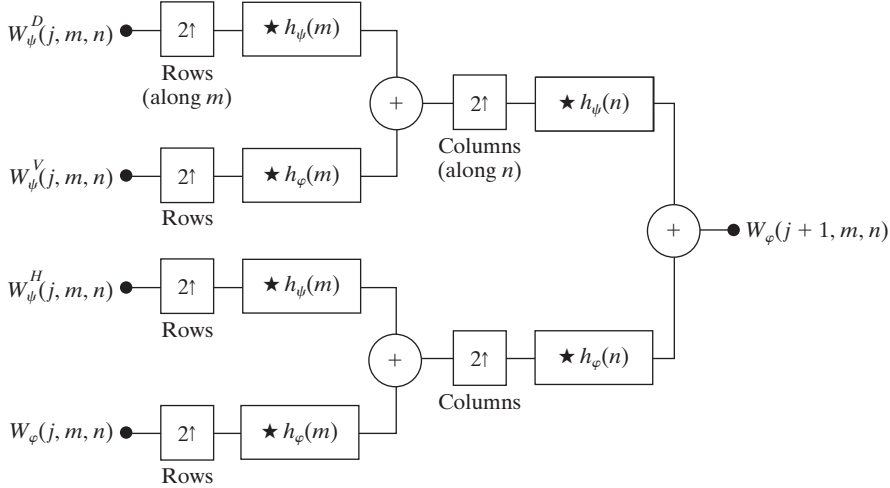 W_ψ^D(j, m, n) 2↑ ★ h_ψ(m)
Rows
(along m)
+ 2↑ ★ h_ψ(n)
Columns
(along n)
W_ψ^V(j, m, n) 2↑ ★ h_φ(m)
Rows
+ W_φ(j + 1, m, n)
W_ψ^H(j, m, n) 2↑ ★ h_ψ(m)
Rows
+ 2↑ ★ h_φ(n)
Columns
W_φ(j, m, n) 2↑ ★ h_φ(m)
Rows